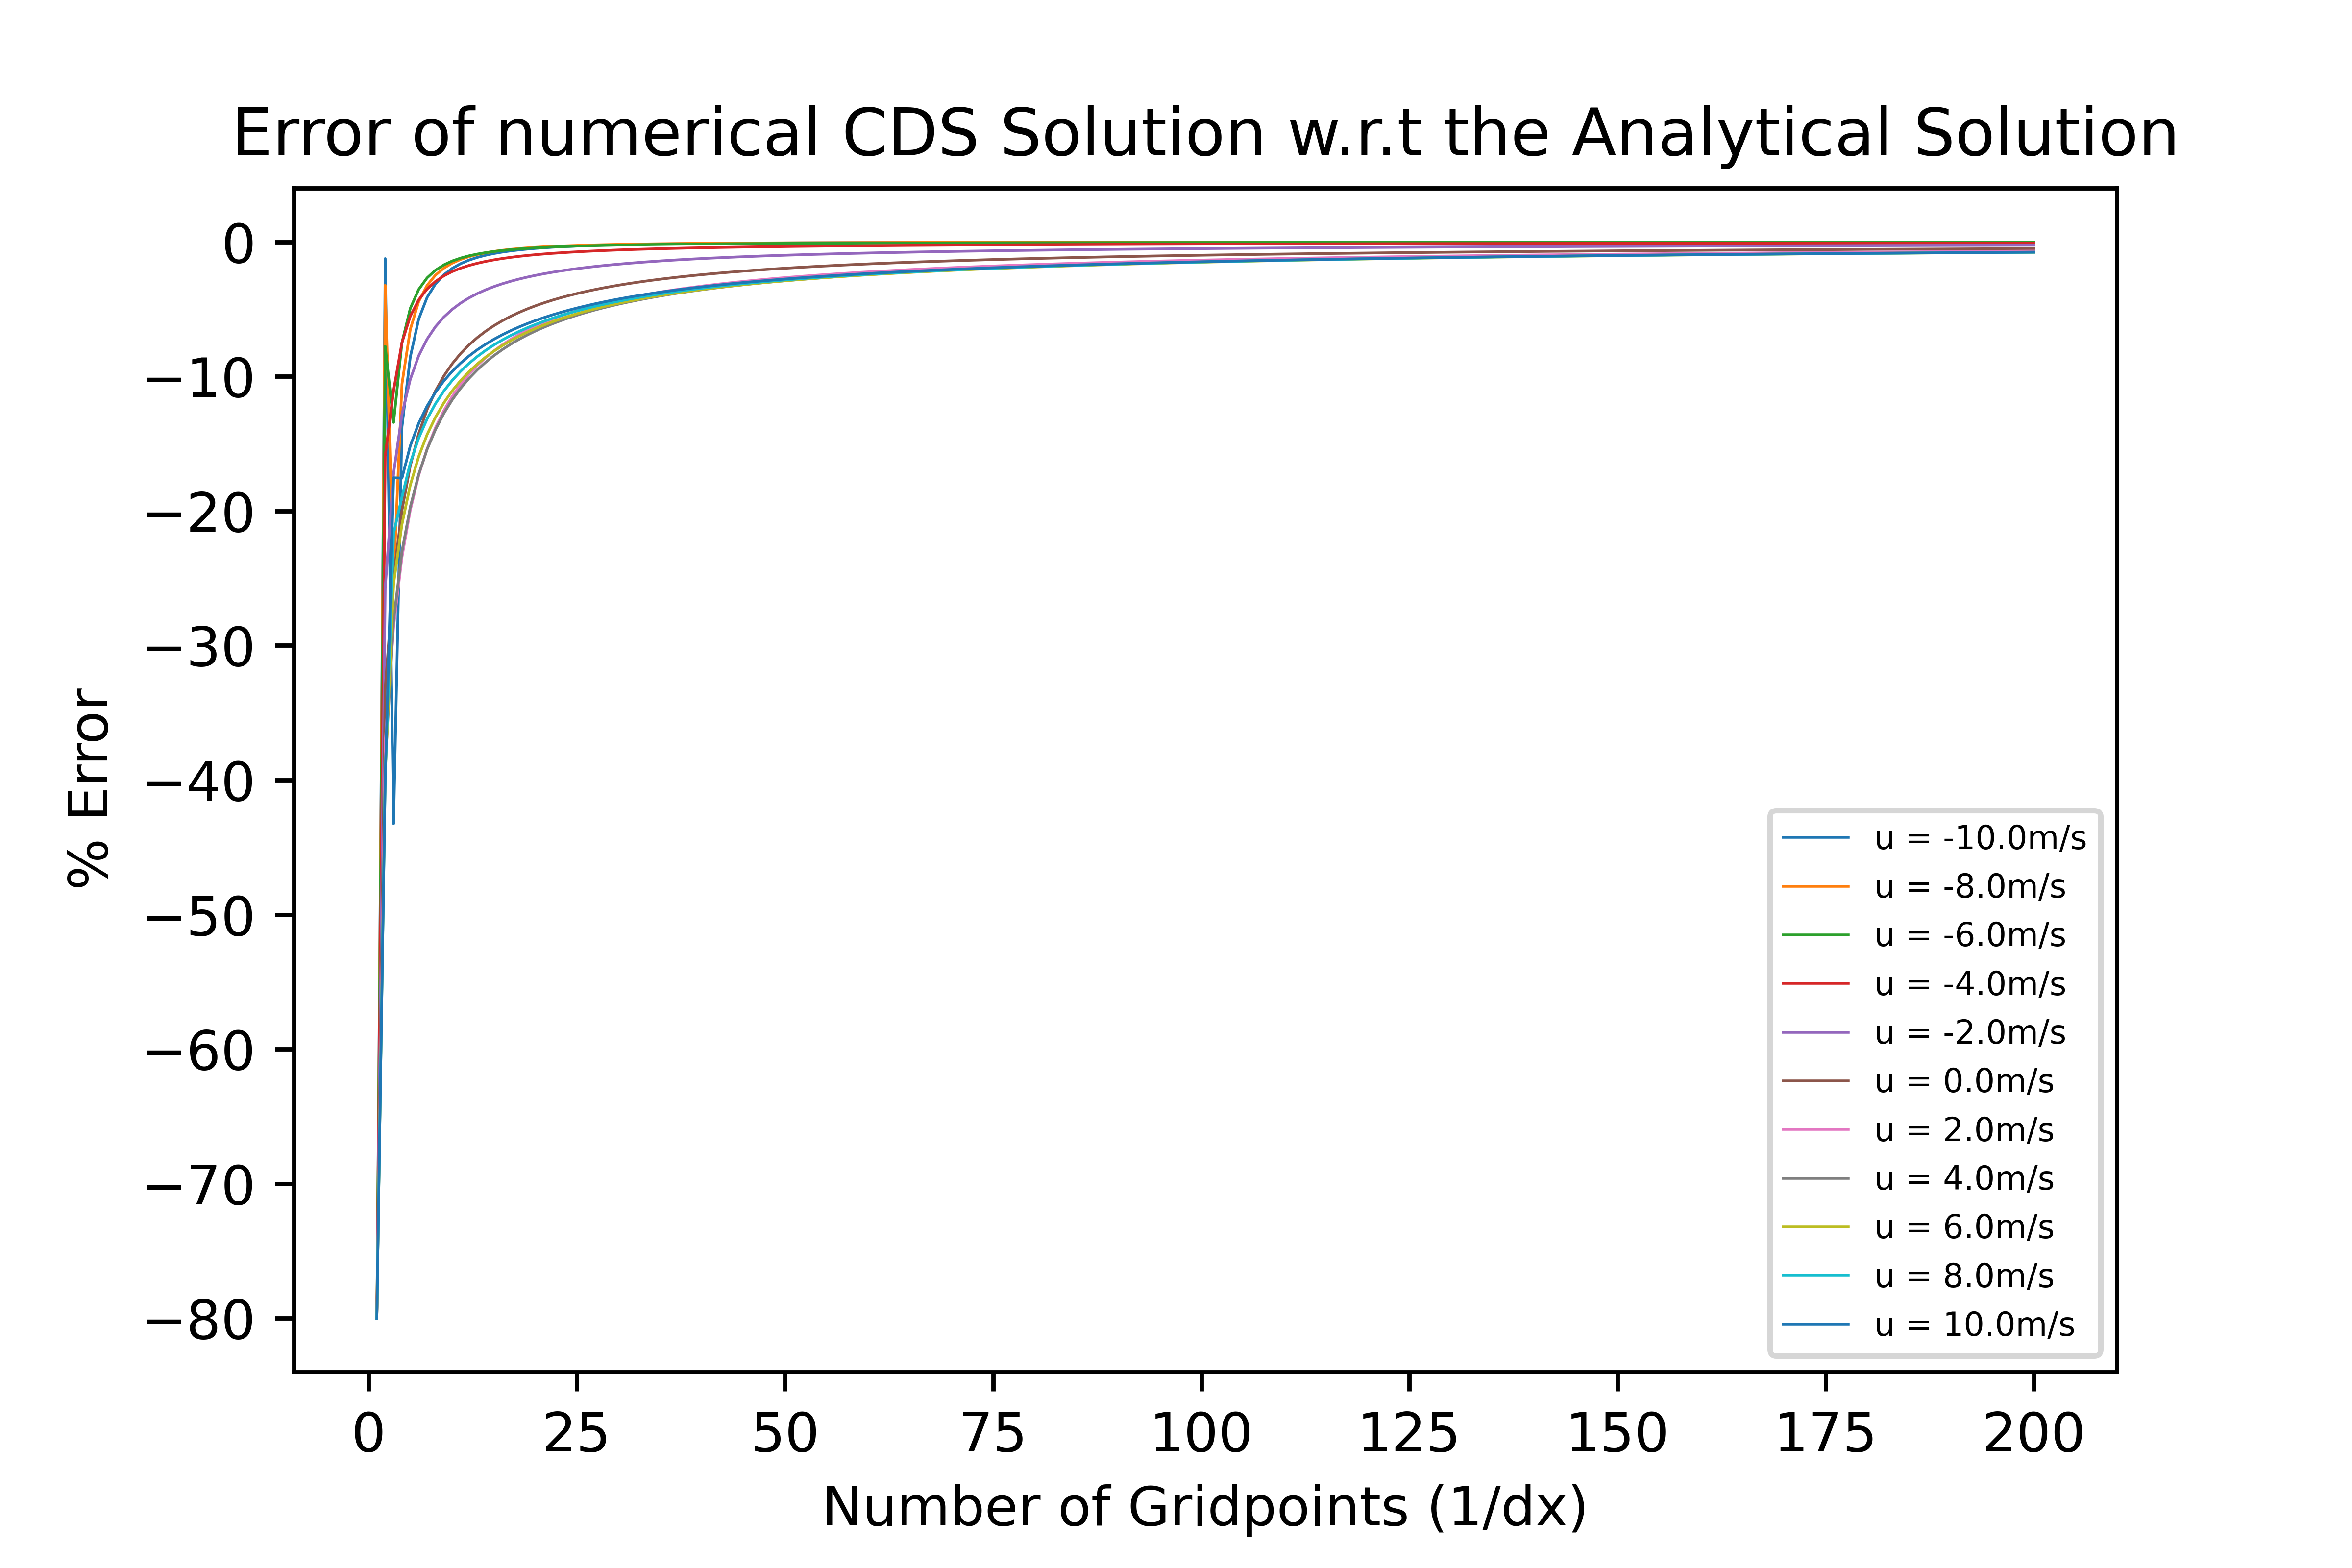 Error of numerical CDS Solution w.r.t the Analytical Solution
% Error
0
−10
−20
−30
−40
−50
−60
−70
−80
u = -10.0m/s
u = -8.0m/s
u = -6.0m/s
u = -4.0m/s
u = -2.0m/s
u = 0.0m/s
u = 2.0m/s
u = 4.0m/s
u = 6.0m/s
u = 8.0m/s
u = 10.0m/s
0 25 50 75 100 125 150 175 200
Number of Gridpoints (1/dx)